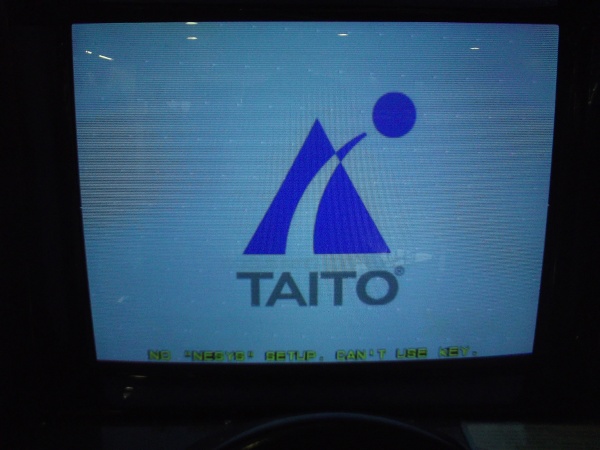 TAITO®
NO "NESYS" SETUP, CAN'T USE KEY.